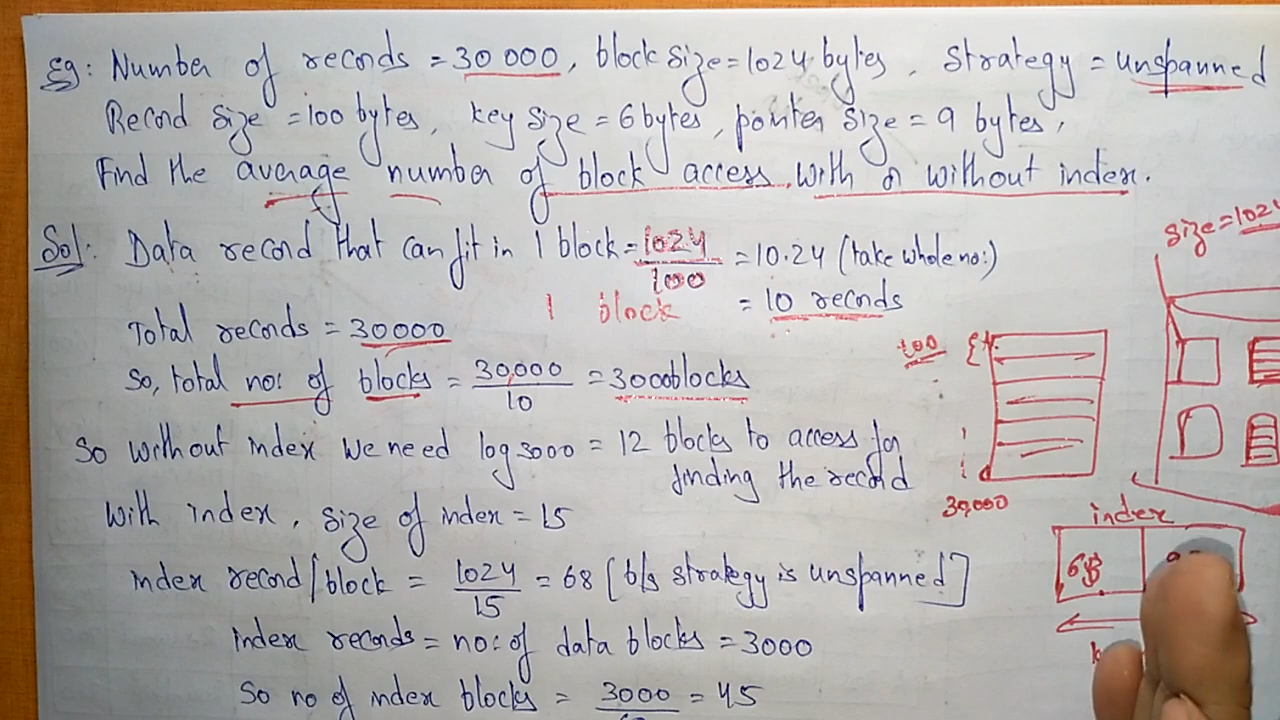 Eg: Number of records = 30 000, block size = 1024 bytes, Strategy = unspanned
Record size = 100 bytes, key size = 6 bytes, pointer size = 9 bytes,
Find the average number of block access with & without index.
Sol: Data record that can fit in 1 block = 1024/100 = 10.24 (take whole no:)
1 block = 10 records
Total records = 30000
So, total no: of blocks = 30,000/10 = 3000 blocks
So without index we need log 3000 = 12 blocks to access for
finding the record
With index, size of index = 15
Index record/block = 1024/15 = 68 [b/s strategy is unspanned]
Index records = no: of data blocks = 3000
So no of index blocks = 3000/ = 45
size = 102
100
30,000
index
6B